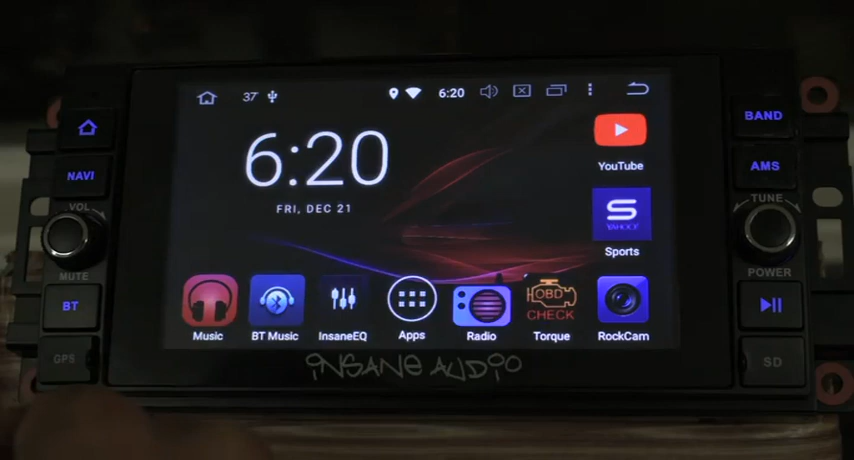 NAVI
VOL
MUTE
BT
GPS
37
6:20
6:20
FRI, DEC 21
YouTube
YAHOO!
Sports
Music
BT Music
InsaneEQ
Apps
Radio
OBD
CHECK
Torque
RockCam
INSANE AUDIO
BAND
AMS
TUNE
POWER
SD